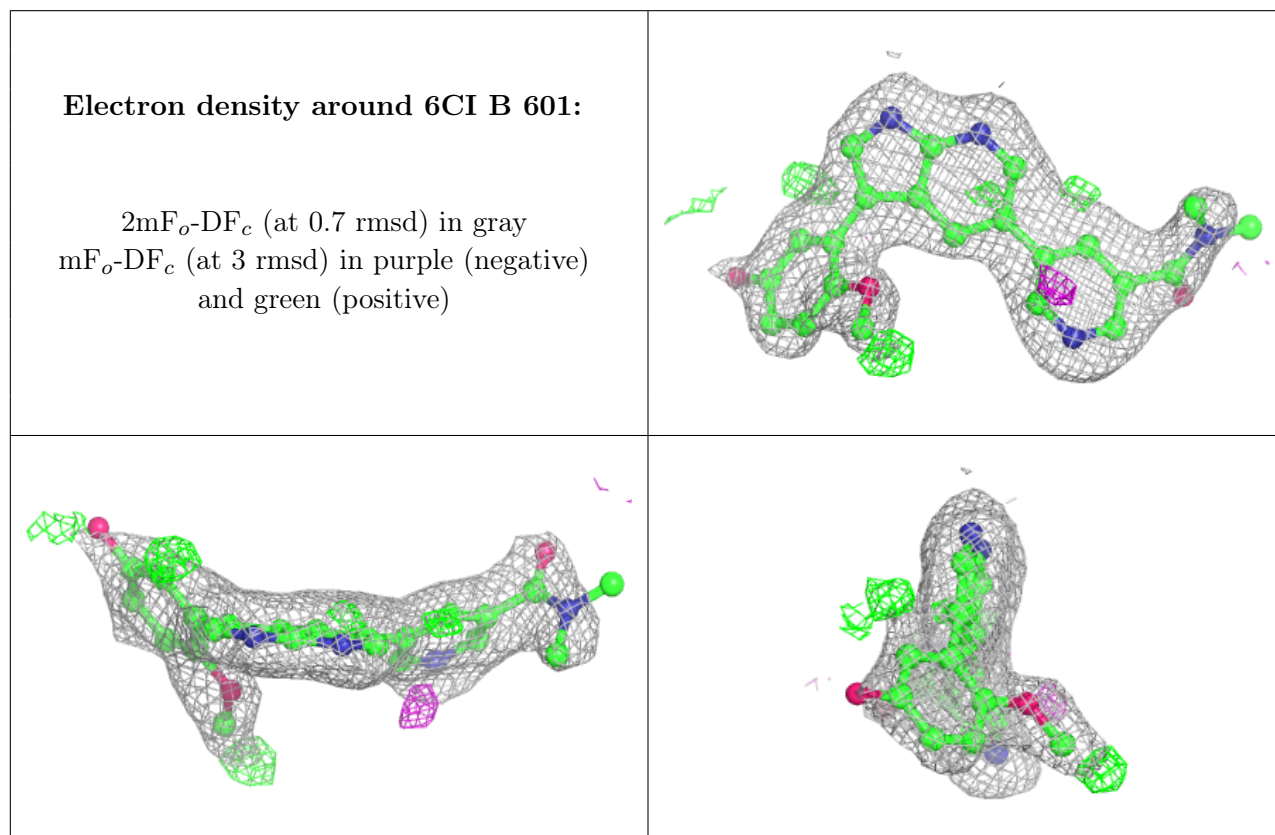 Electron density around 6CI B 601:
2mFo-DFc (at 0.7 rmsd) in gray
mFo-DFc (at 3 rmsd) in purple (negative)
and green (positive)